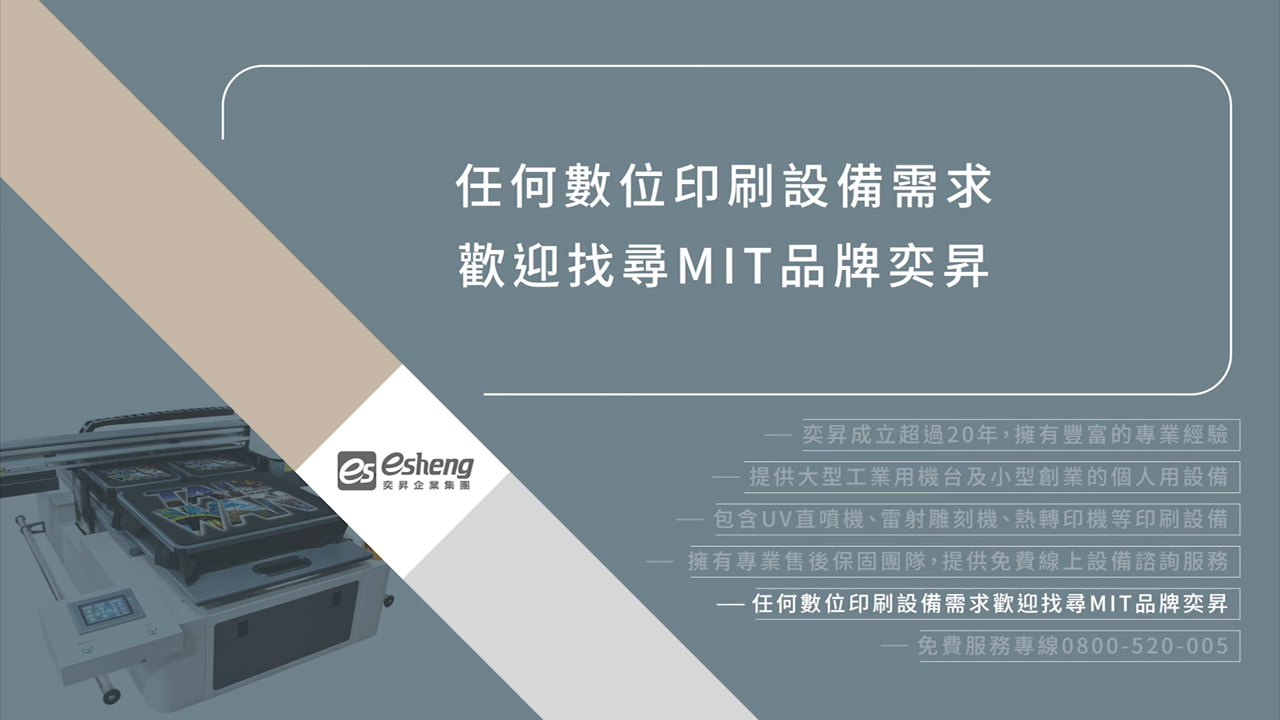 任何數位印刷設備需求
歡迎找尋MIT品牌奕昇
es esheng
奕昇企業集團
TAIWAN
奕昇成立超過20年，擁有豐富的專業經驗
提供大型工業用機台及小型創業的個人用設備
包含UV直噴機、雷射雕刻機、熱轉印機等印刷設備
擁有專業售後保固團隊，提供免費線上設備諮詢服務
任何數位印刷設備需求歡迎找尋MIT品牌奕昇
免費服務專線0800-520-005